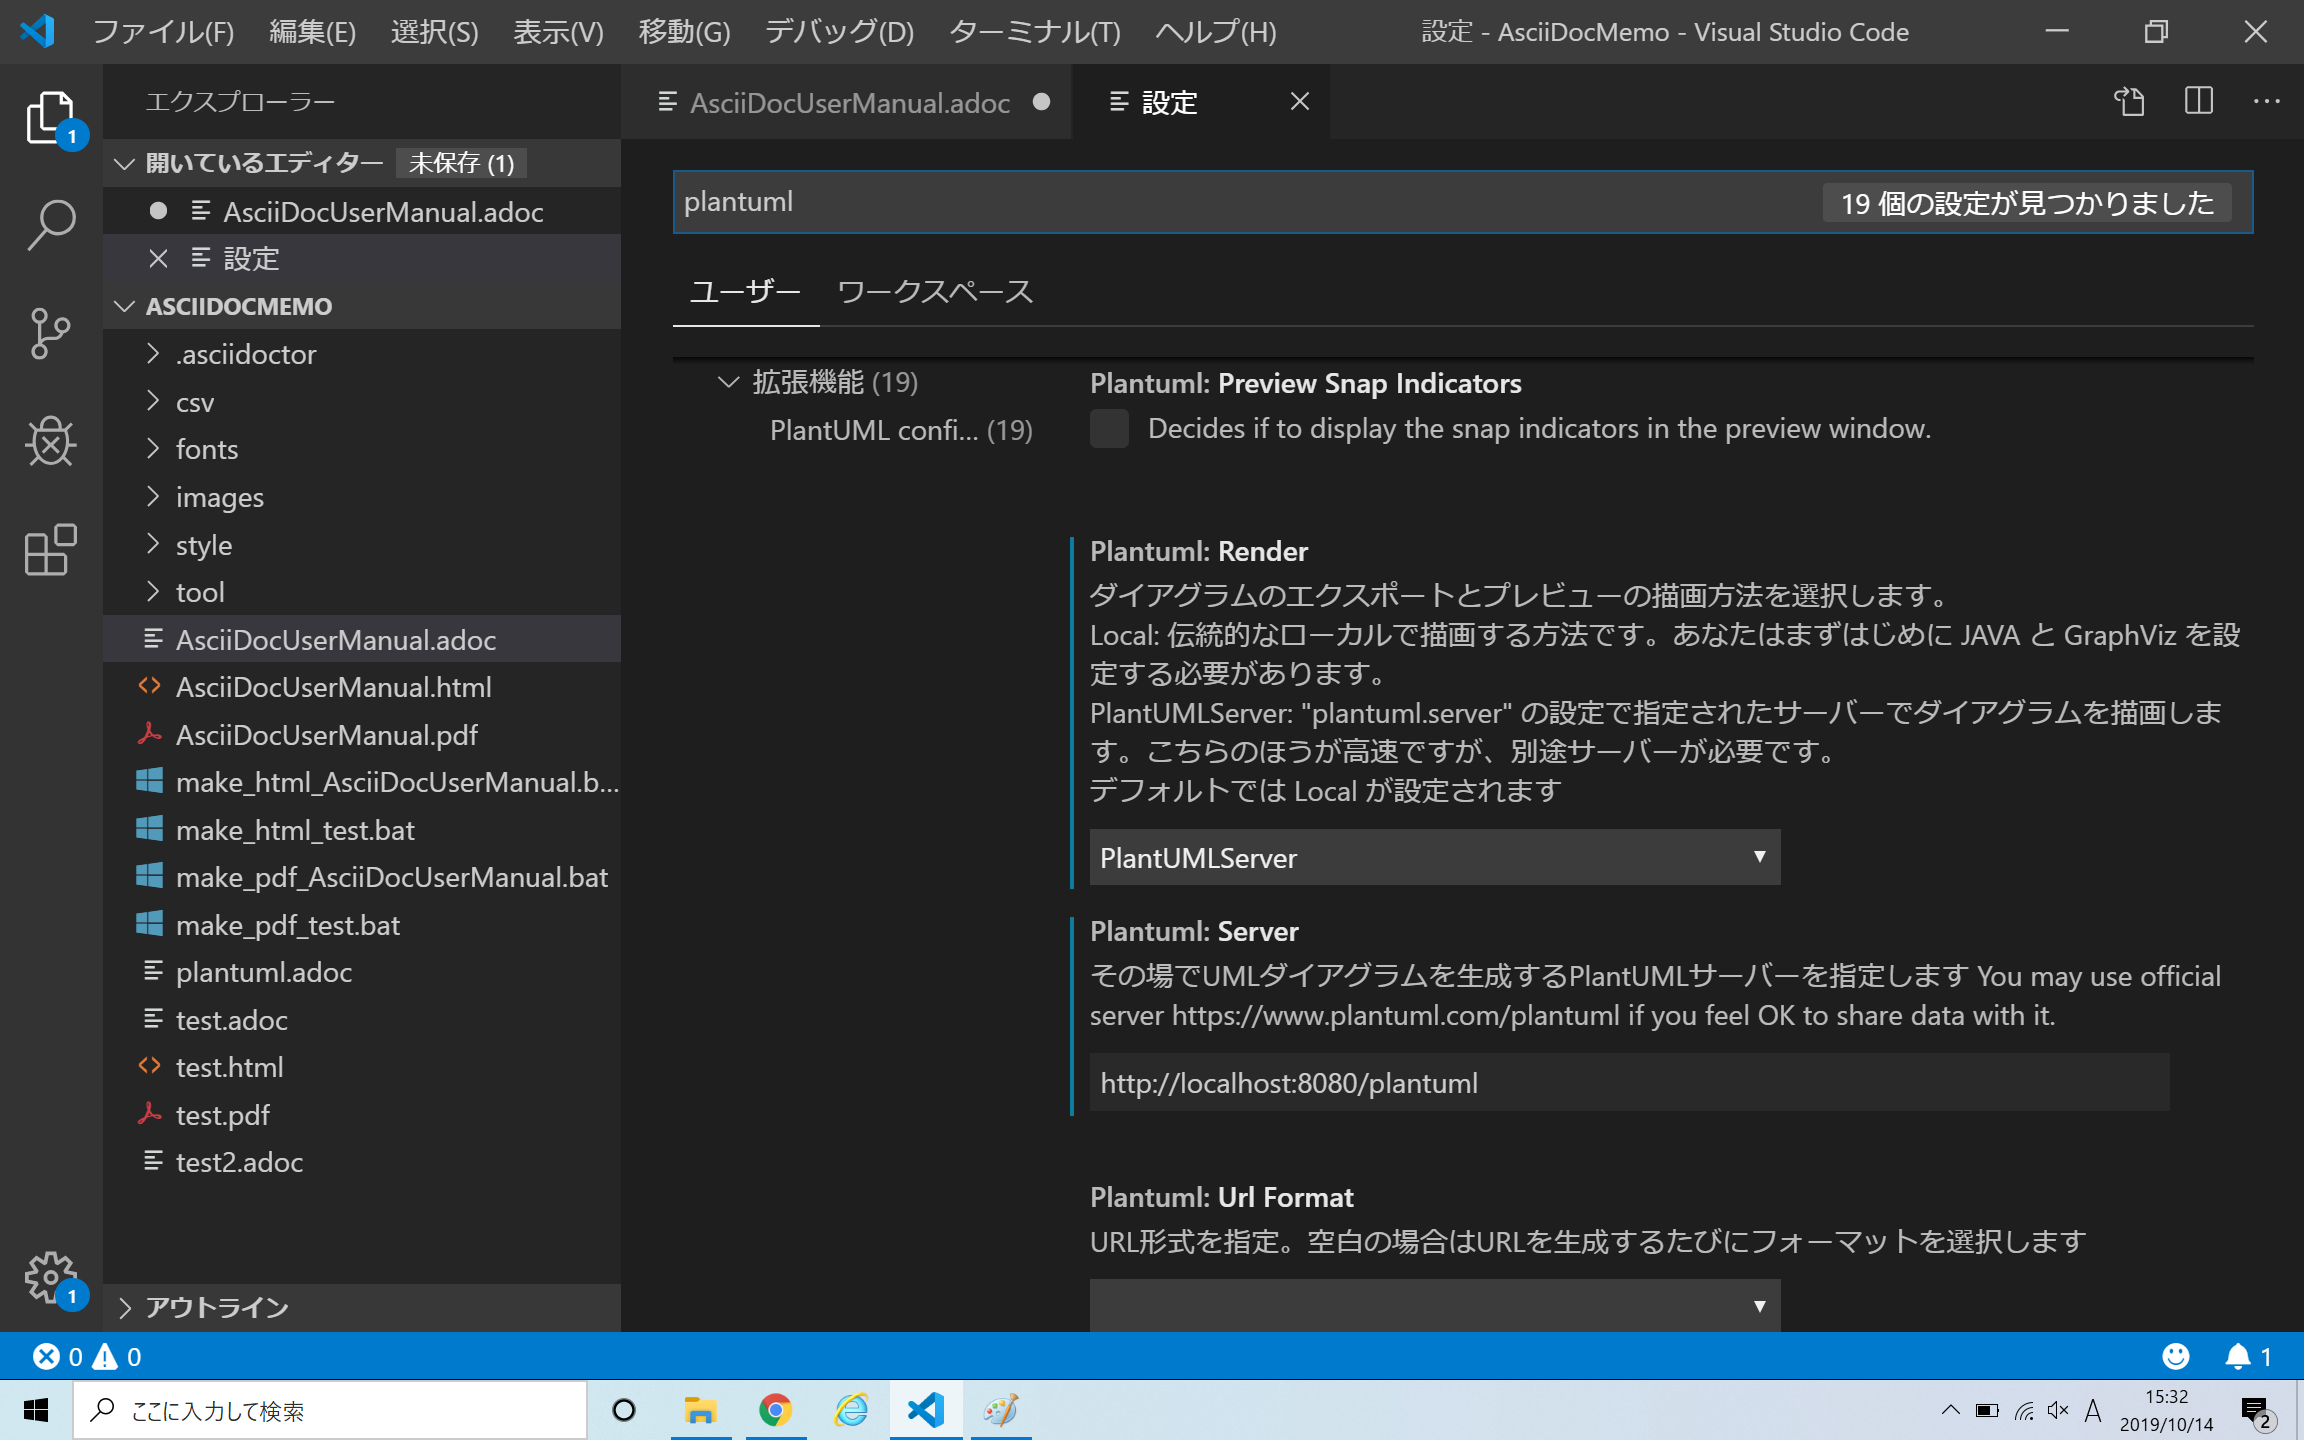 ファイル(F) 編集(E) 選択(S) 表示(V) 移動(G) デバッグ(D) ターミナル(T) ヘルプ(H) 設定 - AsciiDocMemo - Visual Studio Code
エクスプローラー
1
開いているエディター 未保存 (1)
AsciiDocUserManual.adoc
設定
ASCIIDOCMEMO
.asciidoctor
csv
fonts
images
style
tool
AsciiDocUserManual.adoc
AsciiDocUserManual.html
AsciiDocUserManual.pdf
make_html_AsciiDocUserManual.b...
make_html_test.bat
make_pdf_AsciiDocUserManual.bat
make_pdf_test.bat
plantuml.adoc
test.adoc
test.html
test.pdf
test2.adoc
1
アウトライン
AsciiDocUserManual.adoc
設定
plantuml
19 個の設定が見つかりました
ユーザー ワークスペース
拡張機能 (19)
PlantUML confi... (19)
Plantuml: Preview Snap Indicators
Decides if to display the snap indicators in the preview window.
Plantuml: Render
ダイアグラムのエクスポートとプレビューの描画方法を選択します。
Local: 伝統的なローカルで描画する方法です。あなたはまずはじめに JAVA と GraphViz を設
定する必要があります。
PlantUMLServer: "plantuml.server" の設定で指定されたサーバーでダイアグラムを描画しま
す。こちらのほうが高速ですが、別途サーバーが必要です。
デフォルトでは Local が設定されます
PlantUMLServer
Plantuml: Server
その場でUMLダイアグラムを生成するPlantUMLサーバーを指定します You may use official
server https://www.plantuml.com/plantuml if you feel OK to share data with it.
http://localhost:8080/plantuml
Plantuml: Url Format
URL形式を指定。空白の場合はURLを生成するたびにフォーマットを選択します
0 0
1
ここに入力して検索
A
15:32
2019/10/14
2